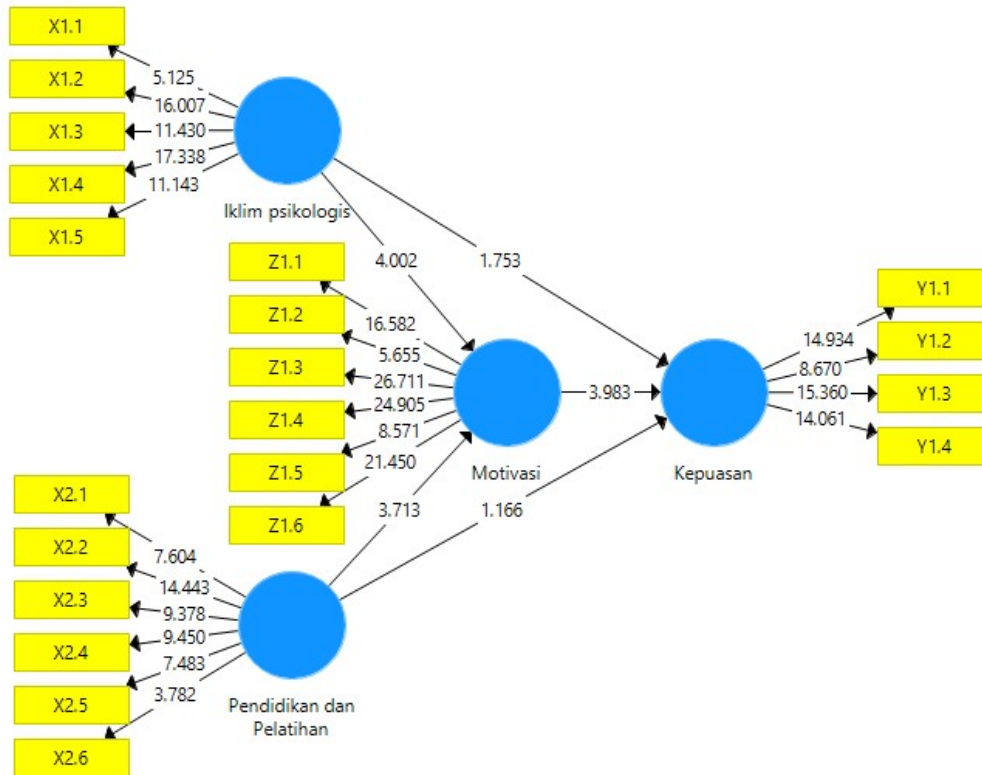 X1.1
X1.2
X1.3
X1.4
X1.5
5.125
16.007
11.430
17.338
11.143
Iklim psikologis
4.002
1.753
Z1.1
Z1.2
Z1.3
Z1.4
Z1.5
Z1.6
16.582
5.655
26.711
24.905
8.571
21.450
Motivasi
3.983
Kepuasan
14.934
8.670
15.360
14.061
Y1.1
Y1.2
Y1.3
Y1.4
3.713
1.166
X2.1
X2.2
X2.3
X2.4
X2.5
X2.6
7.604
14.443
9.378
9.450
7.483
3.782
Pendidikan dan
Pelatihan